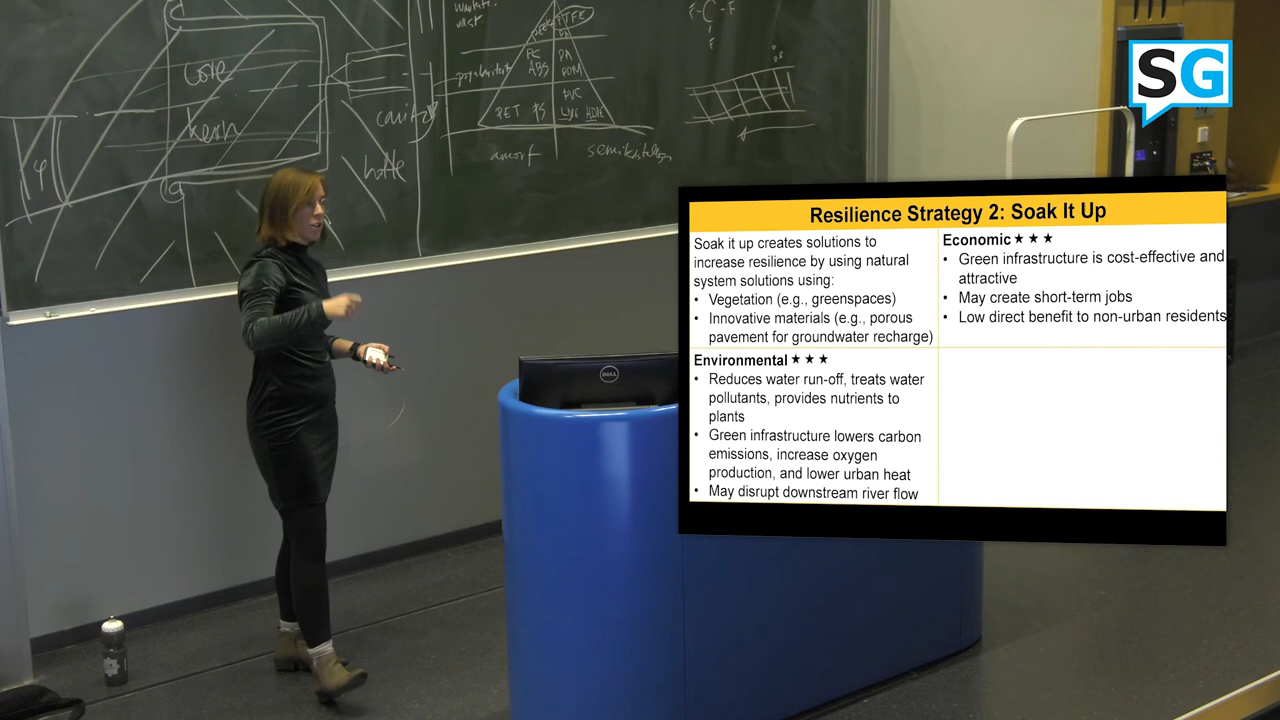 core
kern
PTFE
PC
ABS
PA
POM
PVC
PET PS
HDPE
amorf
F-C-F
F
SG
DELL
Resilience Strategy 2: Soak It Up
Soak it up creates solutions to
increase resilience by using natural
system solutions using:
• Vegetation (e.g., greenspaces)
• Innovative materials (e.g., porous
pavement for groundwater recharge)
Economic ★ ★ ★
• Green infrastructure is cost-effective and
attractive
• May create short-term jobs
• Low direct benefit to non-urban residents
Environmental ★ ★ ★
• Reduces water run-off, treats water
pollutants, provides nutrients to
plants
• Green infrastructure lowers carbon
emissions, increase oxygen
production, and lower urban heat
• May disrupt downstream river flow